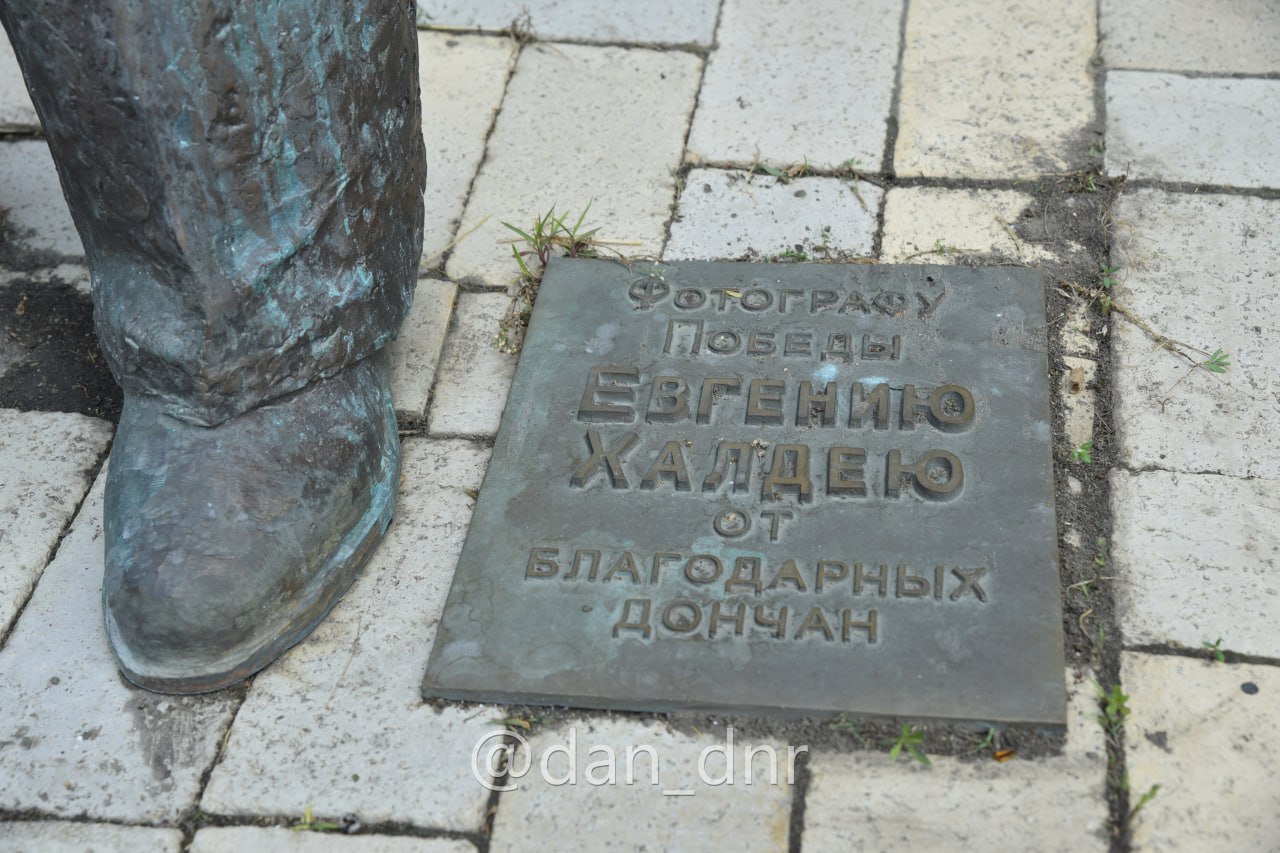 Фотографу
Победы
Евгению
Халдею
от
благодарных
дончан
@dan_dnr